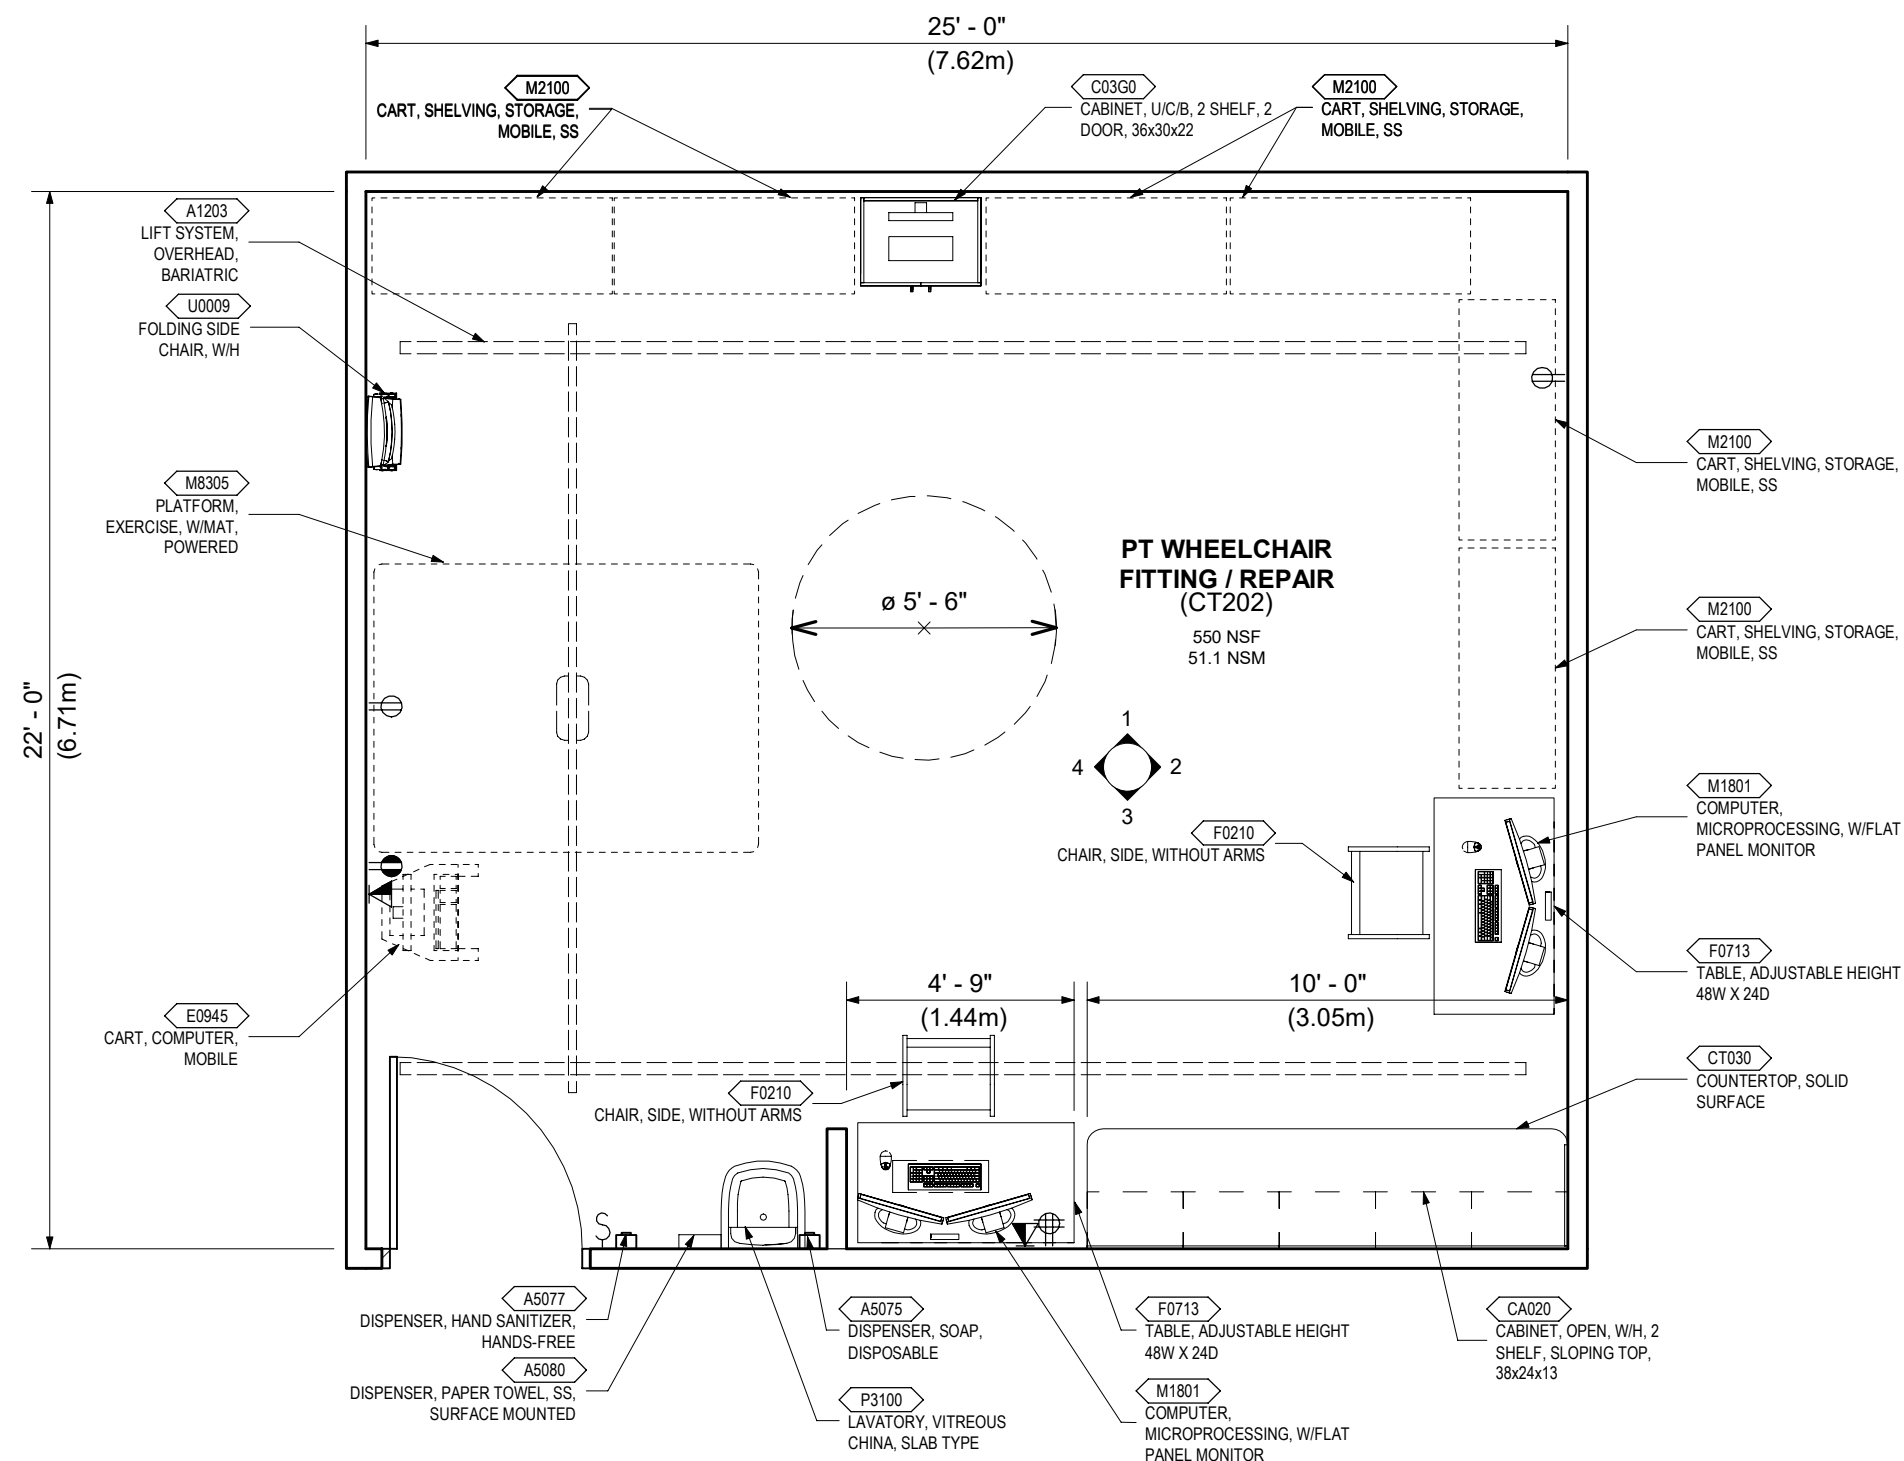 25' - 0"
(7.62m)
M2100
CART, SHELVING, STORAGE,
MOBILE, SS
C03G0
CABINET, U/C/B, 2 SHELF, 2
DOOR, 36x30x22
M2100
CART, SHELVING, STORAGE,
MOBILE, SS
A1203
LIFT SYSTEM,
OVERHEAD,
BARIATRIC
U0009
FOLDING SIDE
CHAIR, W/H
M8305
PLATFORM,
EXERCISE, W/MAT,
POWERED
22' - 0"
(6.71m)
E0945
CART, COMPUTER,
MOBILE
ø 5' - 6"
PT WHEELCHAIR
FITTING / REPAIR
(CT202)
550 NSF
51.1 NSM
1
4
2
3
M2100
CART, SHELVING, STORAGE,
MOBILE, SS
M2100
CART, SHELVING, STORAGE,
MOBILE, SS
M1801
COMPUTER,
MICROPROCESSING, W/FLAT
PANEL MONITOR
F0210
CHAIR, SIDE, WITHOUT ARMS
F0713
TABLE, ADJUSTABLE HEIGHT
48W X 24D
4' - 9"
(1.44m)
10' - 0"
(3.05m)
CT030
COUNTERTOP, SOLID
SURFACE
F0210
CHAIR, SIDE, WITHOUT ARMS
S
A5077
DISPENSER, HAND SANITIZER,
HANDS-FREE
A5080
DISPENSER, PAPER TOWEL, SS,
SURFACE MOUNTED
A5075
DISPENSER, SOAP,
DISPOSABLE
P3100
LAVATORY, VITREOUS
CHINA, SLAB TYPE
F0713
TABLE, ADJUSTABLE HEIGHT
48W X 24D
M1801
COMPUTER,
MICROPROCESSING, W/FLAT
PANEL MONITOR
CA020
CABINET, OPEN, W/H, 2
SHELF, SLOPING TOP,
38x24x13